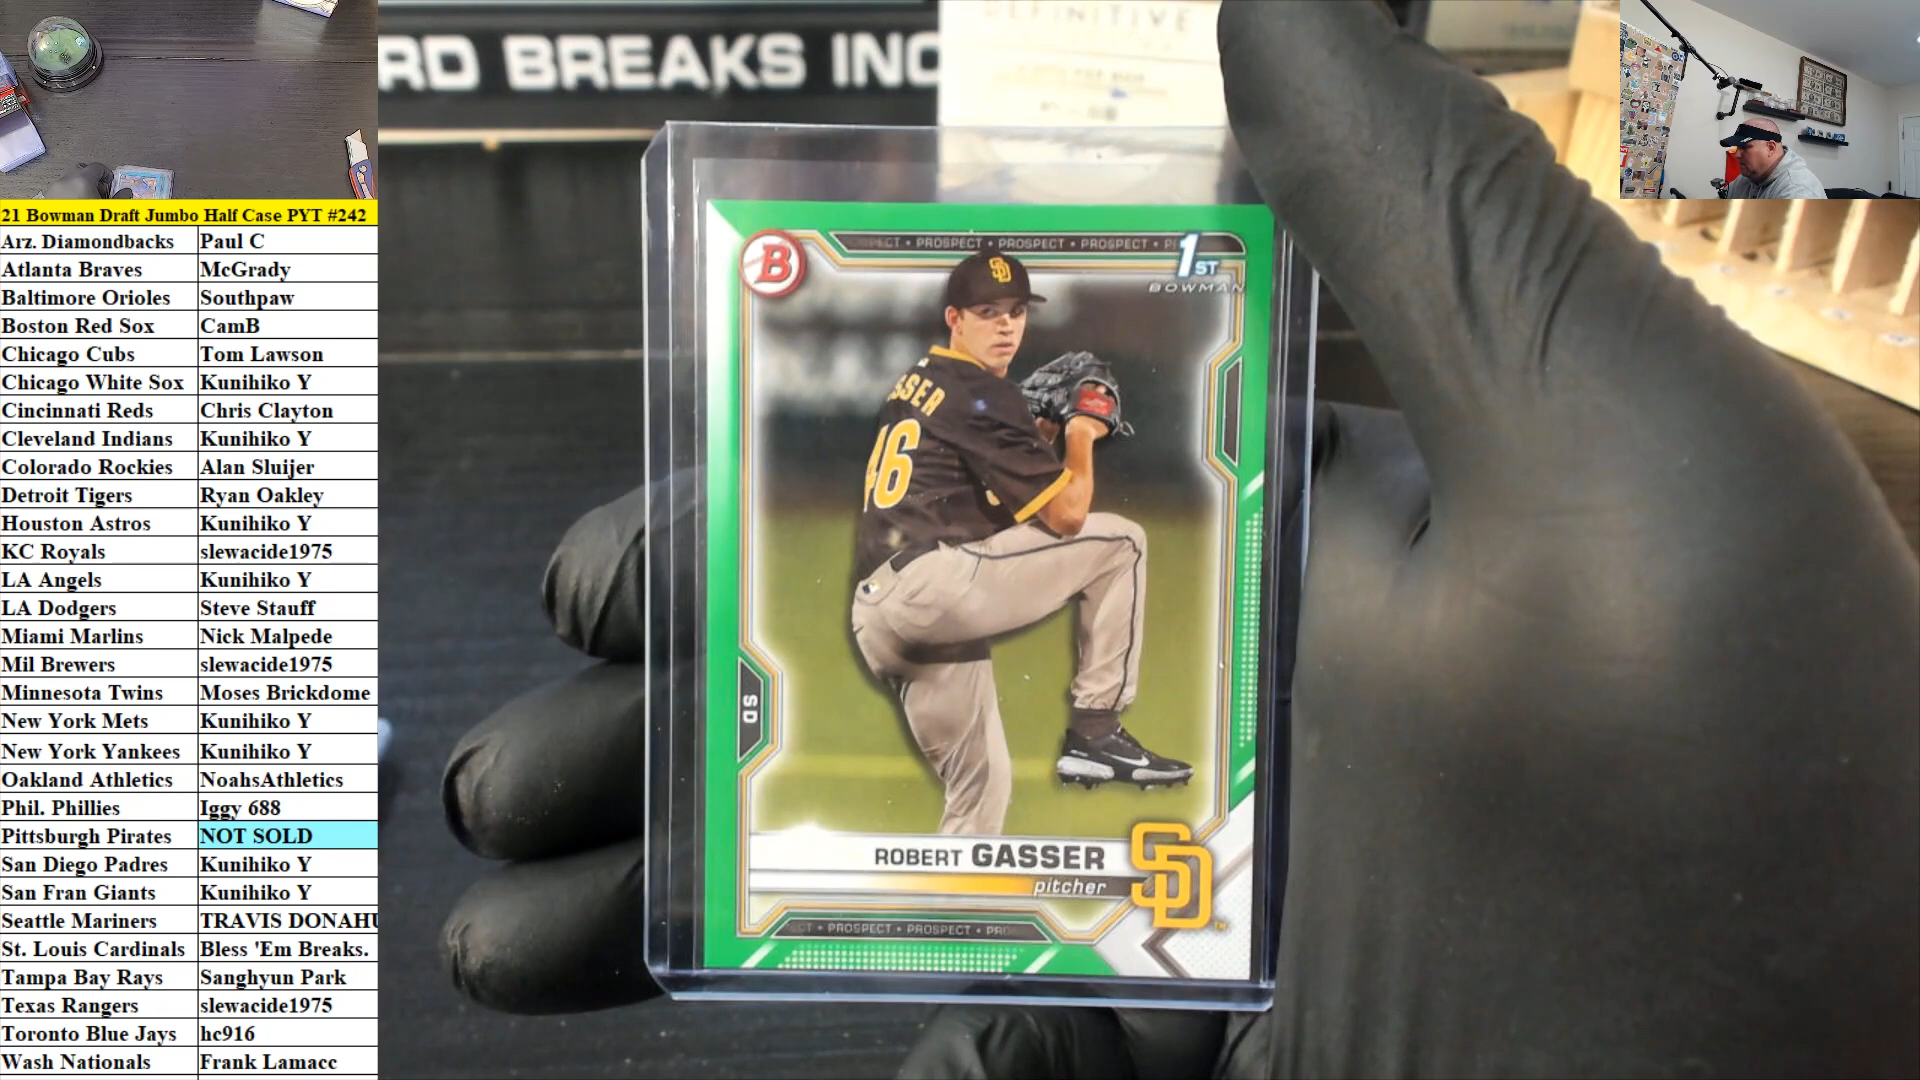 21 Bowman Draft Jumbo Half Case PYT #242
Arz. Diamondbacks Paul C
Atlanta Braves McGrady
Baltimore Orioles Southpaw
Boston Red Sox CamB
Chicago Cubs Tom Lawson
Chicago White Sox Kunihiko Y
Cincinnati Reds Chris Clayton
Cleveland Indians Kunihiko Y
Colorado Rockies Alan Sluijer
Detroit Tigers Ryan Oakley
Houston Astros Kunihiko Y
KC Royals slewacide1975
LA Angels Kunihiko Y
LA Dodgers Steve Stauff
Miami Marlins Nick Malpede
Mil Brewers slewacide1975
Minnesota Twins Moses Brickdome
New York Mets Kunihiko Y
New York Yankees Kunihiko Y
Oakland Athletics NoahsAthletics
Phil. Phillies Iggy 688
Pittsburgh Pirates NOT SOLD
San Diego Padres Kunihiko Y
San Fran Giants Kunihiko Y
Seattle Mariners TRAVIS DONAHU
St. Louis Cardinals Bless 'Em Breaks.
Tampa Bay Rays Sanghyun Park
Texas Rangers slewacide1975
Toronto Blue Jays hc916
Wash Nationals Frank Lamacc
RD BREAKS INC
DEFINITIVE
PECT • PROSPECT • PROSPECT • PROSPECT • P
B
1ST
BOWMAN
SD
SSER
46
SD
ROBERT GASSER
pitcher
SD
CT • PROSPECT • PROSPECT • PRO